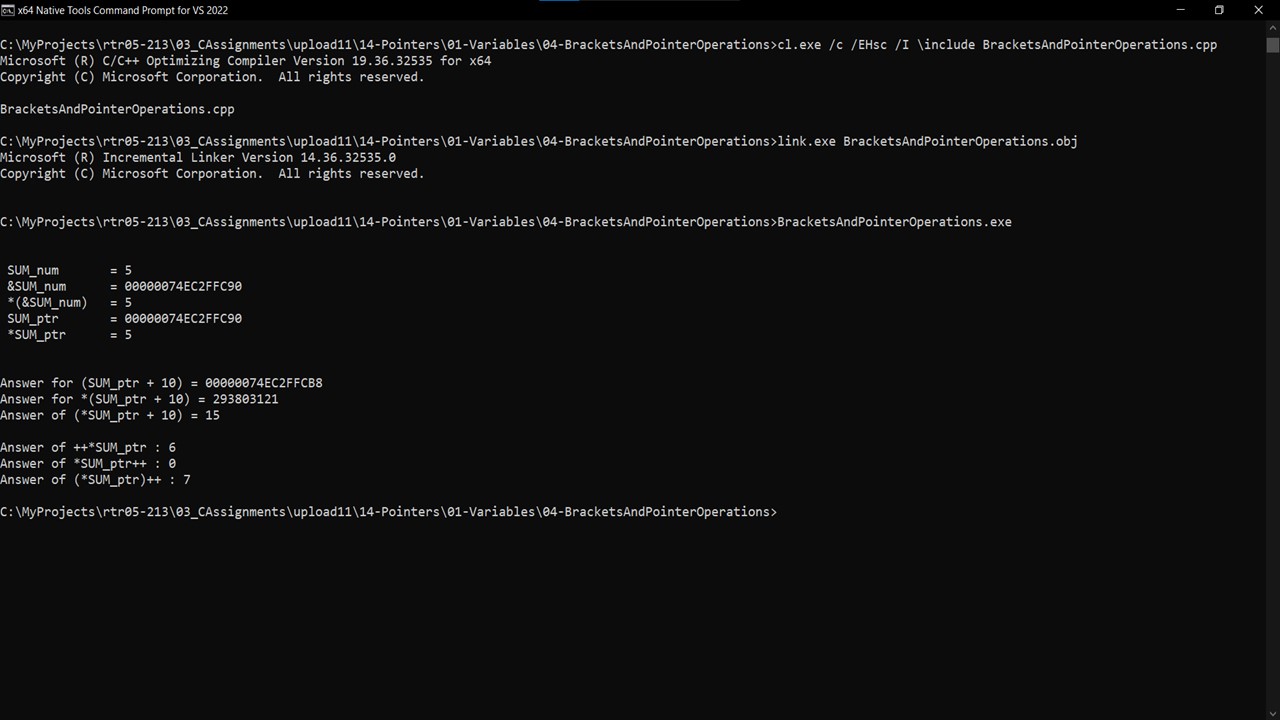 x64 Native Tools Command Prompt for VS 2022
C:\MyProjects\rtr05-213\03_CAssignments\upload11\14-Pointers\01-Variables\04-BracketsAndPointerOperations>cl.exe /c /EHsc /I \include BracketsAndPointerOperations.cpp
Microsoft (R) C/C++ Optimizing Compiler Version 19.36.32535 for x64
Copyright (C) Microsoft Corporation.  All rights reserved.
BracketsAndPointerOperations.cpp
C:\MyProjects\rtr05-213\03_CAssignments\upload11\14-Pointers\01-Variables\04-BracketsAndPointerOperations>link.exe BracketsAndPointerOperations.obj
Microsoft (R) Incremental Linker Version 14.36.32535.0
Copyright (C) Microsoft Corporation.  All rights reserved.
C:\MyProjects\rtr05-213\03_CAssignments\upload11\14-Pointers\01-Variables\04-BracketsAndPointerOperations>BracketsAndPointerOperations.exe
SUM_num       = 5
&SUM_num      = 00000074EC2FFC90
*(&SUM_num)   = 5
SUM_ptr       = 00000074EC2FFC90
*SUM_ptr      = 5
Answer for (SUM_ptr + 10) = 00000074EC2FFCB8
Answer for *(SUM_ptr + 10) = 293803121
Answer of (*SUM_ptr + 10) = 15
Answer of ++*SUM_ptr : 6
Answer of *SUM_ptr++ : 0
Answer of (*SUM_ptr)++ : 7
C:\MyProjects\rtr05-213\03_CAssignments\upload11\14-Pointers\01-Variables\04-BracketsAndPointerOperations>